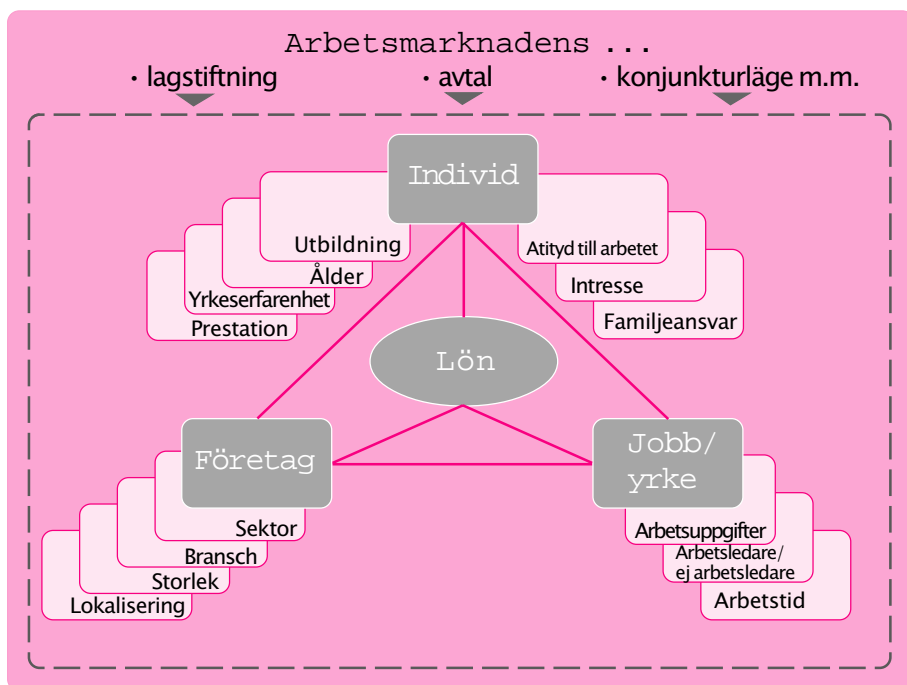 Arbetsmarknadens ...
• lagstiftning
• avtal
• konjunkturläge m.m.
Individ
Utbildning
Ålder
Yrkeserfarenhet
Prestation
Atityd till arbetet
Intresse
Familjeansvar
Lön
Företag
Sektor
Bransch
Storlek
Lokalisering
Jobb/
yrke
Arbetsuppgifter
Arbetsledare/
ej arbetsledare
Arbetstid